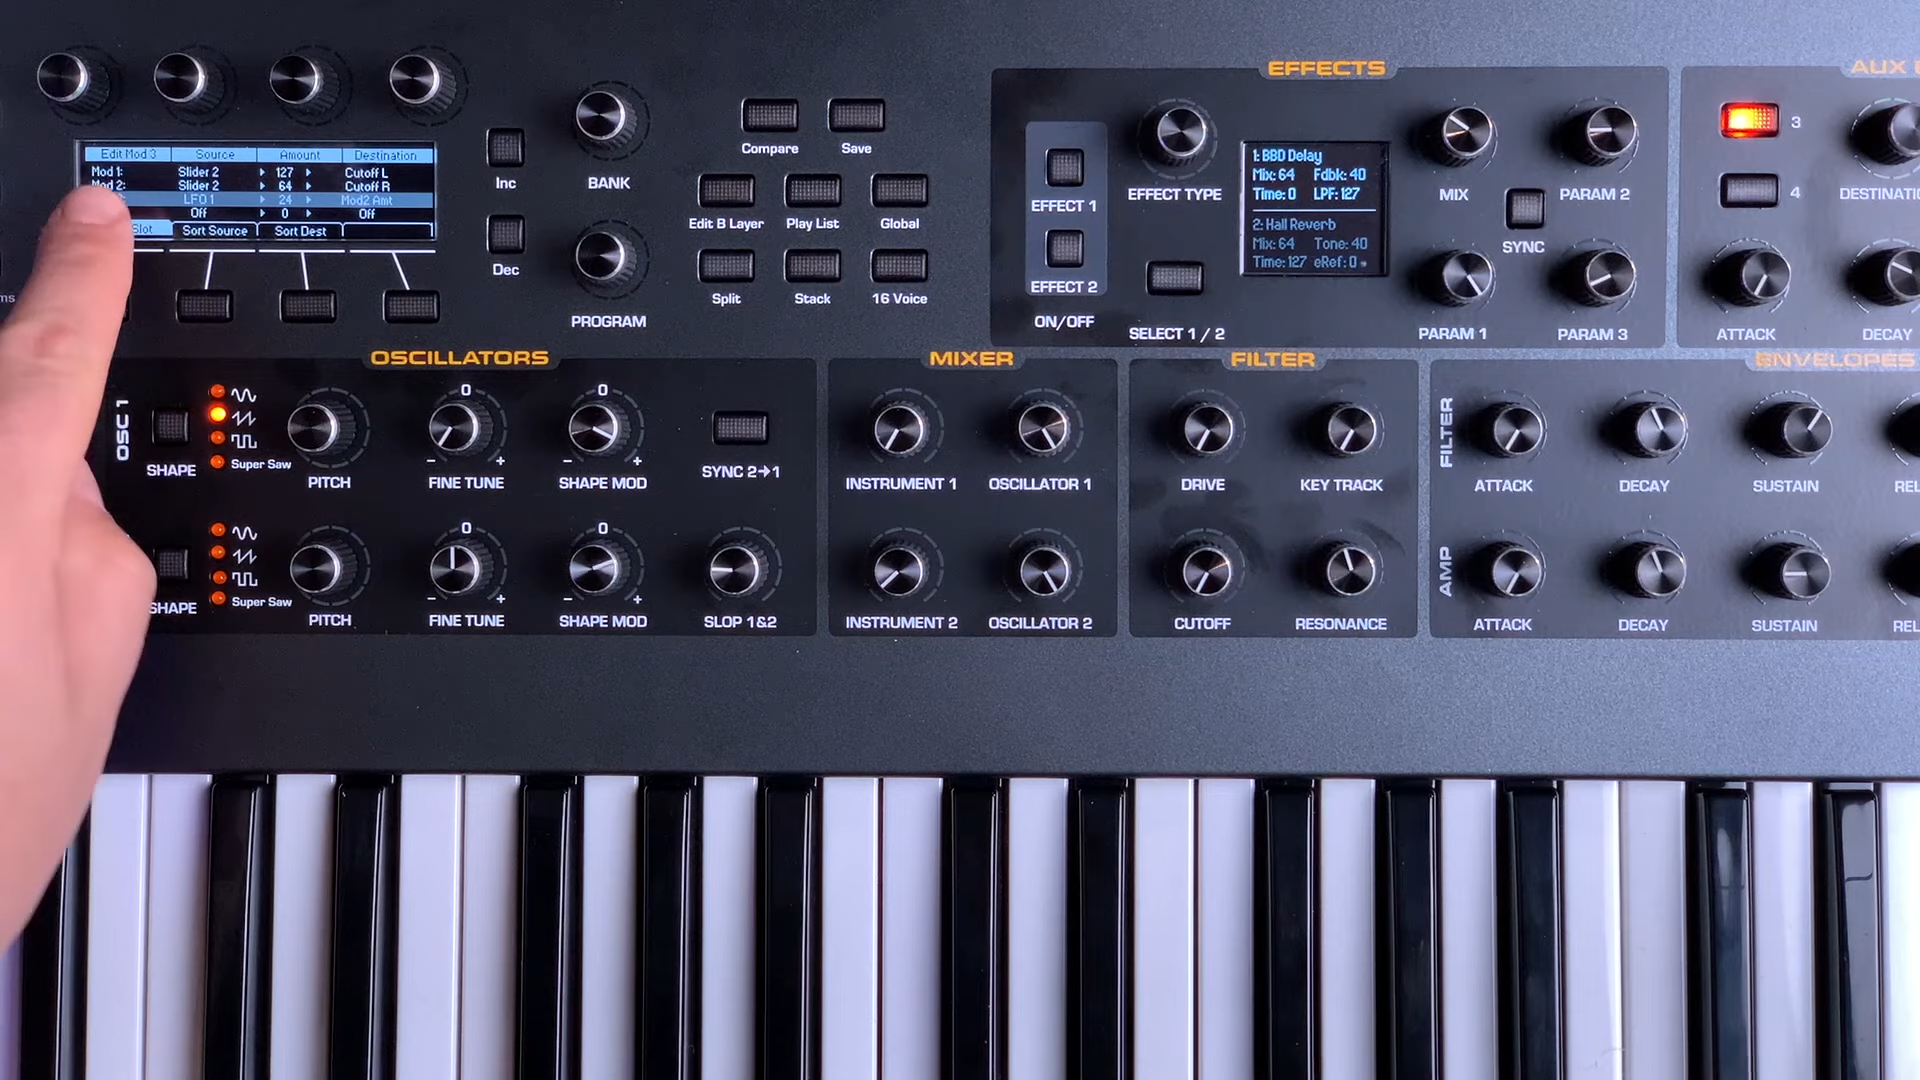 Edit Mod 3 Source Amount Destination
Mod 1: Slider 2 127 Cutoff L
Mod 2: Slider 2 64 Cutoff R
LFO 1 24 Mod2 Amt
Off 0 Off
Slot Sort Source Sort Dest
Inc
Dec
BANK
PROGRAM
Compare Save
Edit B Layer Play List Global
Split Stack 16 Voice
EFFECTS
EFFECT 1
EFFECT 2
ON/OFF
EFFECT TYPE
SELECT 1 / 2
1: BBD Delay
Mix: 64 Fdbk: 40
Time: 0 LPF: 127
2: Hall Reverb
Mix: 64 Tone: 40
Time: 127 eRef: 0
MIX
PARAM 2
SYNC
PARAM 1
PARAM 3
AUX
3
4
ATTACK
DECAY
OSCILLATORS
OSC 1
SHAPE
Super Saw
PITCH
0
- +
FINE TUNE
0
- +
SHAPE MOD
SYNC 2→1
SHAPE
Super Saw
PITCH
0
- +
FINE TUNE
0
- +
SHAPE MOD
SLOP 1&2
MIXER
INSTRUMENT 1 OSCILLATOR 1
INSTRUMENT 2 OSCILLATOR 2
FILTER
DRIVE KEY TRACK
CUTOFF RESONANCE
ENVELOPES
FILTER
ATTACK DECAY SUSTAIN REL
AMP
ATTACK DECAY SUSTAIN REL